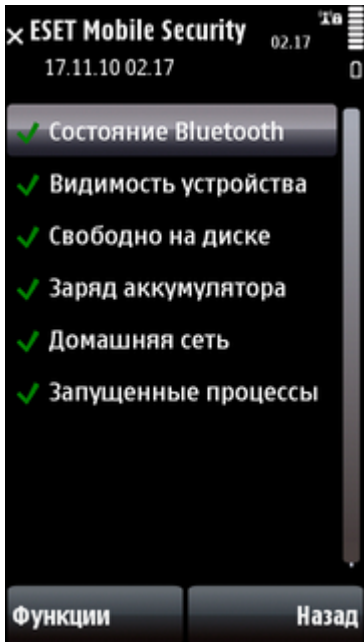 ESET Mobile Security
02.17
17.11.10 02.17
Состояние Bluetooth
Видимость устройства
Свободно на диске
Заряд аккумулятора
Домашняя сеть
Запущенные процессы
Функции
Назад